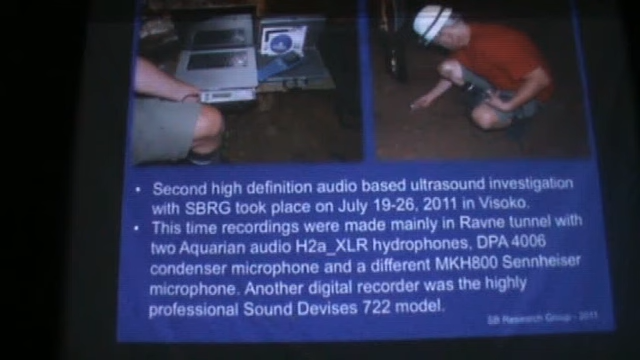 • Second high definition audio based ultrasound investigation
with SBRG took place on July 19-26, 2011 in Visoko.
• This time recordings were made mainly in Ravne tunnel with
two Aquarian audio H2a_XLR hydrophones, DPA 4006
condenser microphone and a different MKH800 Sennheiser
microphone. Another digital recorder was the highly
professional Sound Devises 722 model.
SB Research Group - 2011